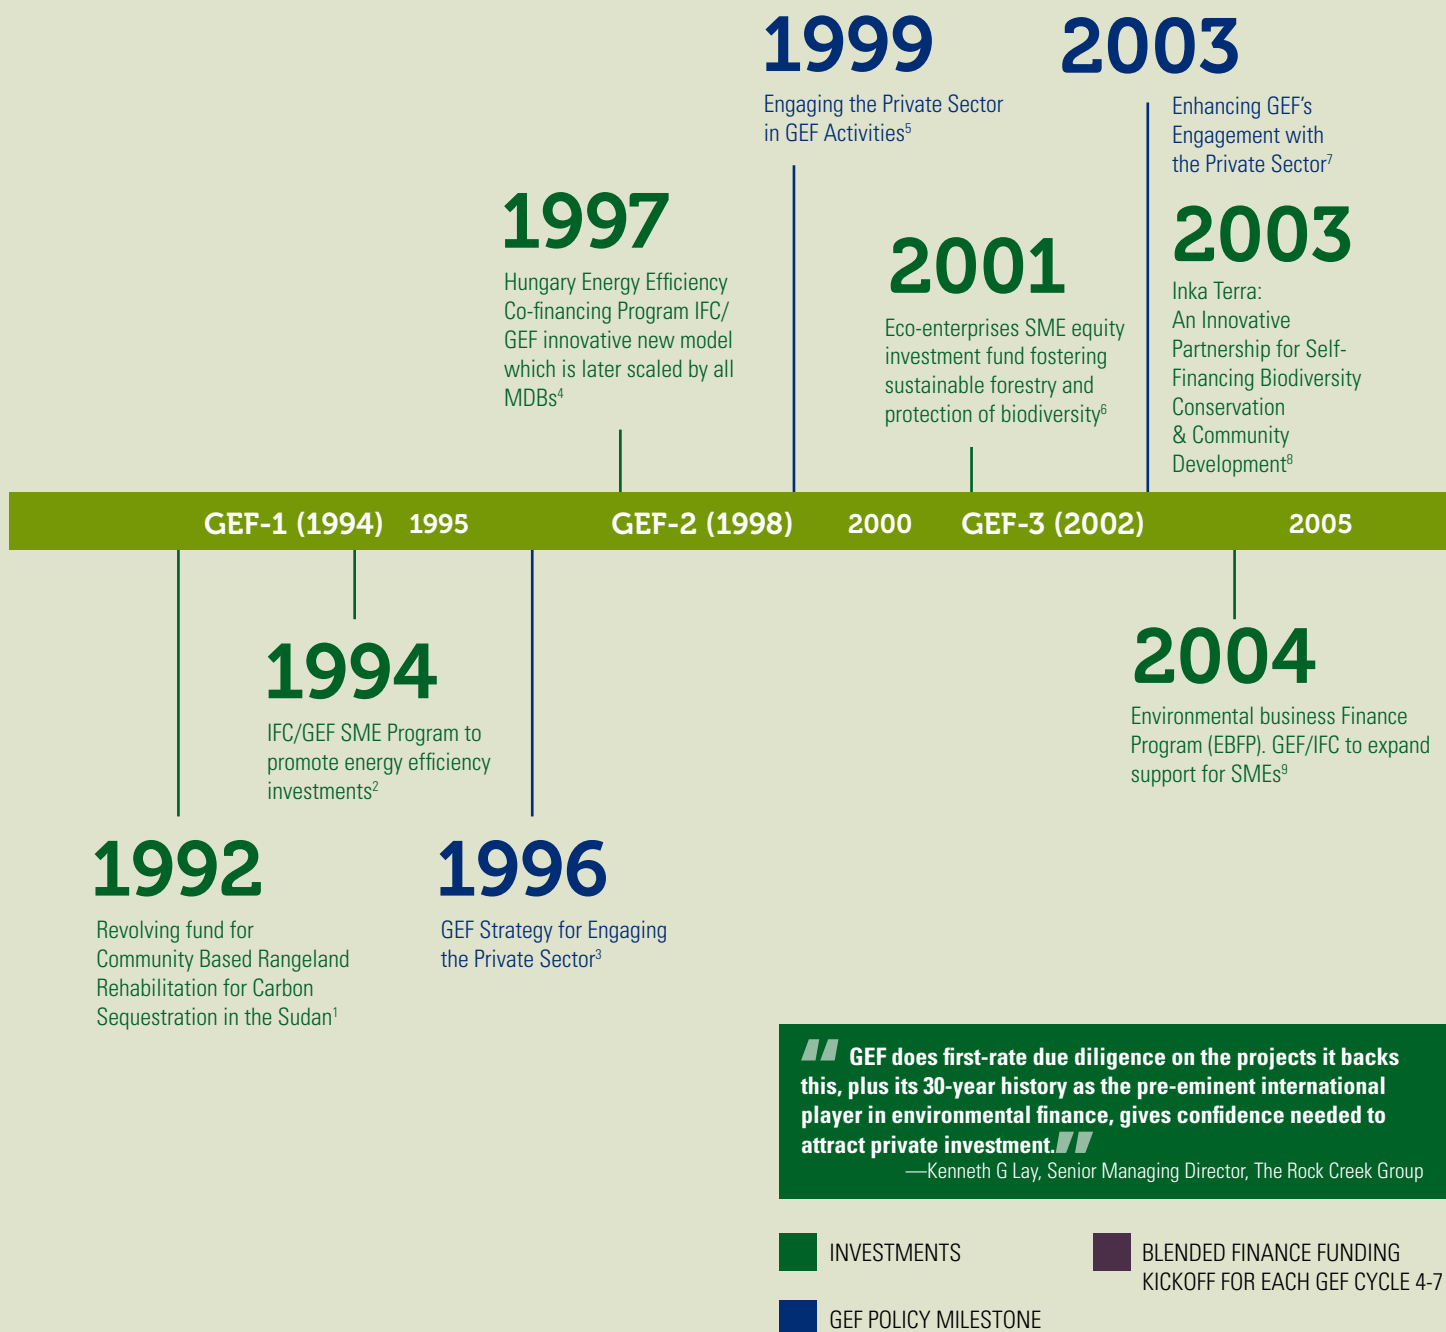 1999
Engaging the Private Sector
in GEF Activities⁵
2003
Enhancing GEF’s
Engagement with
the Private Sector⁷
1997
Hungary Energy Efficiency
Co-financing Program IFC/
GEF innovative new model
which is later scaled by all
MDBs⁴
2001
Eco-enterprises SME equity
investment fund fostering
sustainable forestry and
protection of biodiversity⁶
2003
Inka Terra:
An Innovative
Partnership for Self-
Financing Biodiversity
Conservation
& Community
Development⁸
GEF-1 (1994) 1995 GEF-2 (1998) 2000 GEF-3 (2002) 2005
1994
IFC/GEF SME Program to
promote energy efficiency
investments²
2004
Environmental business Finance
Program (EBFP). GEF/IFC to expand
support for SMEs⁹
1992
Revolving fund for
Community Based Rangeland
Rehabilitation for Carbon
Sequestration in the Sudan¹
1996
GEF Strategy for Engaging
the Private Sector³
"GEF does first-rate due diligence on the projects it backs
this, plus its 30-year history as the pre-eminent international
player in environmental finance, gives confidence needed to
attract private investment."
—Kenneth G Lay, Senior Managing Director, The Rock Creek Group
INVESTMENTS
BLENDED FINANCE FUNDING
KICKOFF FOR EACH GEF CYCLE 4-7
GEF POLICY MILESTONE